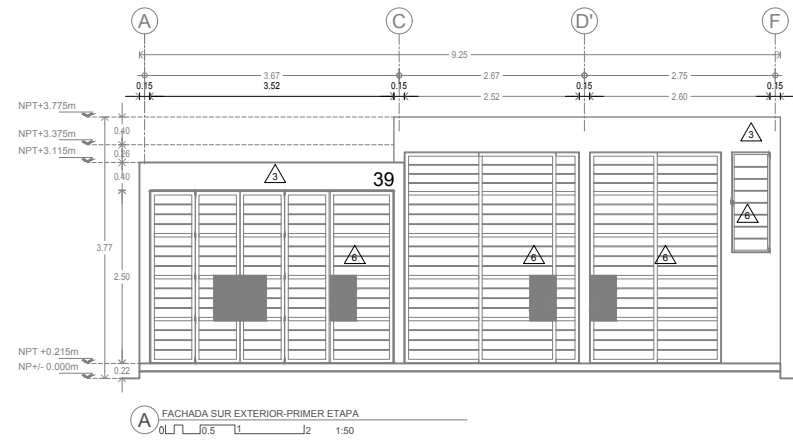 A C D' F
9.25
3.67 2.67 2.75
0.15 3.52 0.15 2.52 0.15 2.60 0.15
NPT+3.775m
0.40
NPT+3.375m
0.26
NPT+3.115m
0.40
3
39
3
6
6 6 6
3.77
2.50
NPT +0.215m
0.22
NP+/- 0.000m
A FACHADA SUR EXTERIOR-PRIMER ETAPA
0 0.5 1 2 1:50